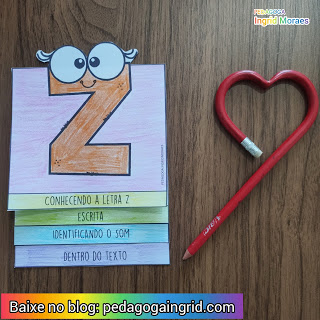 PEDAGOGA
Ingrid Moraes
Z
CONHECENDO A LETRA Z
ESCRITA
IDENTIFICANDO O SOM
DENTRO DO TEXTO
Baixe no blog: pedagogaingrid.com